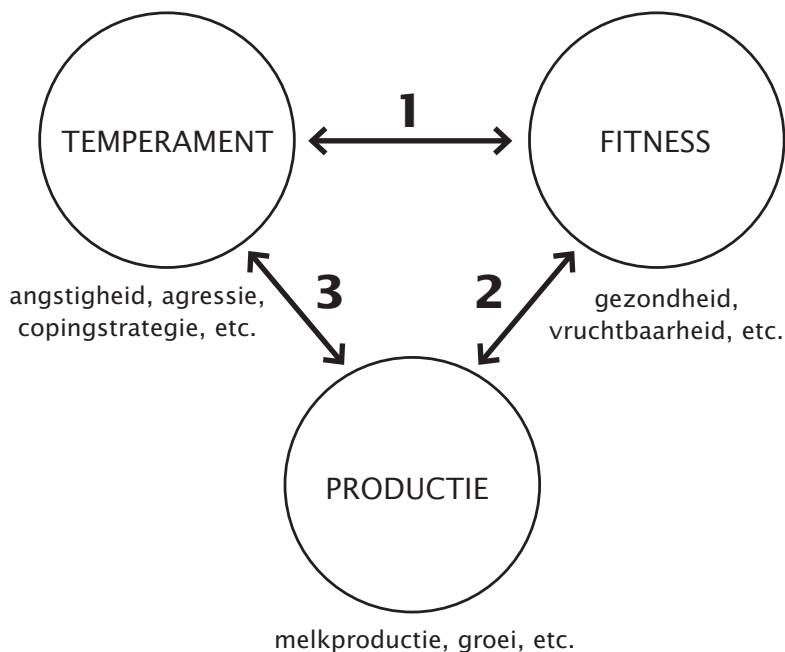 1
TEMPERAMENT
FITNESS
angstigheid, agressie,
copingstrategie, etc.
3
2
gezondheid,
vruchtbaarheid, etc.
PRODUCTIE
melkproductie, groei, etc.